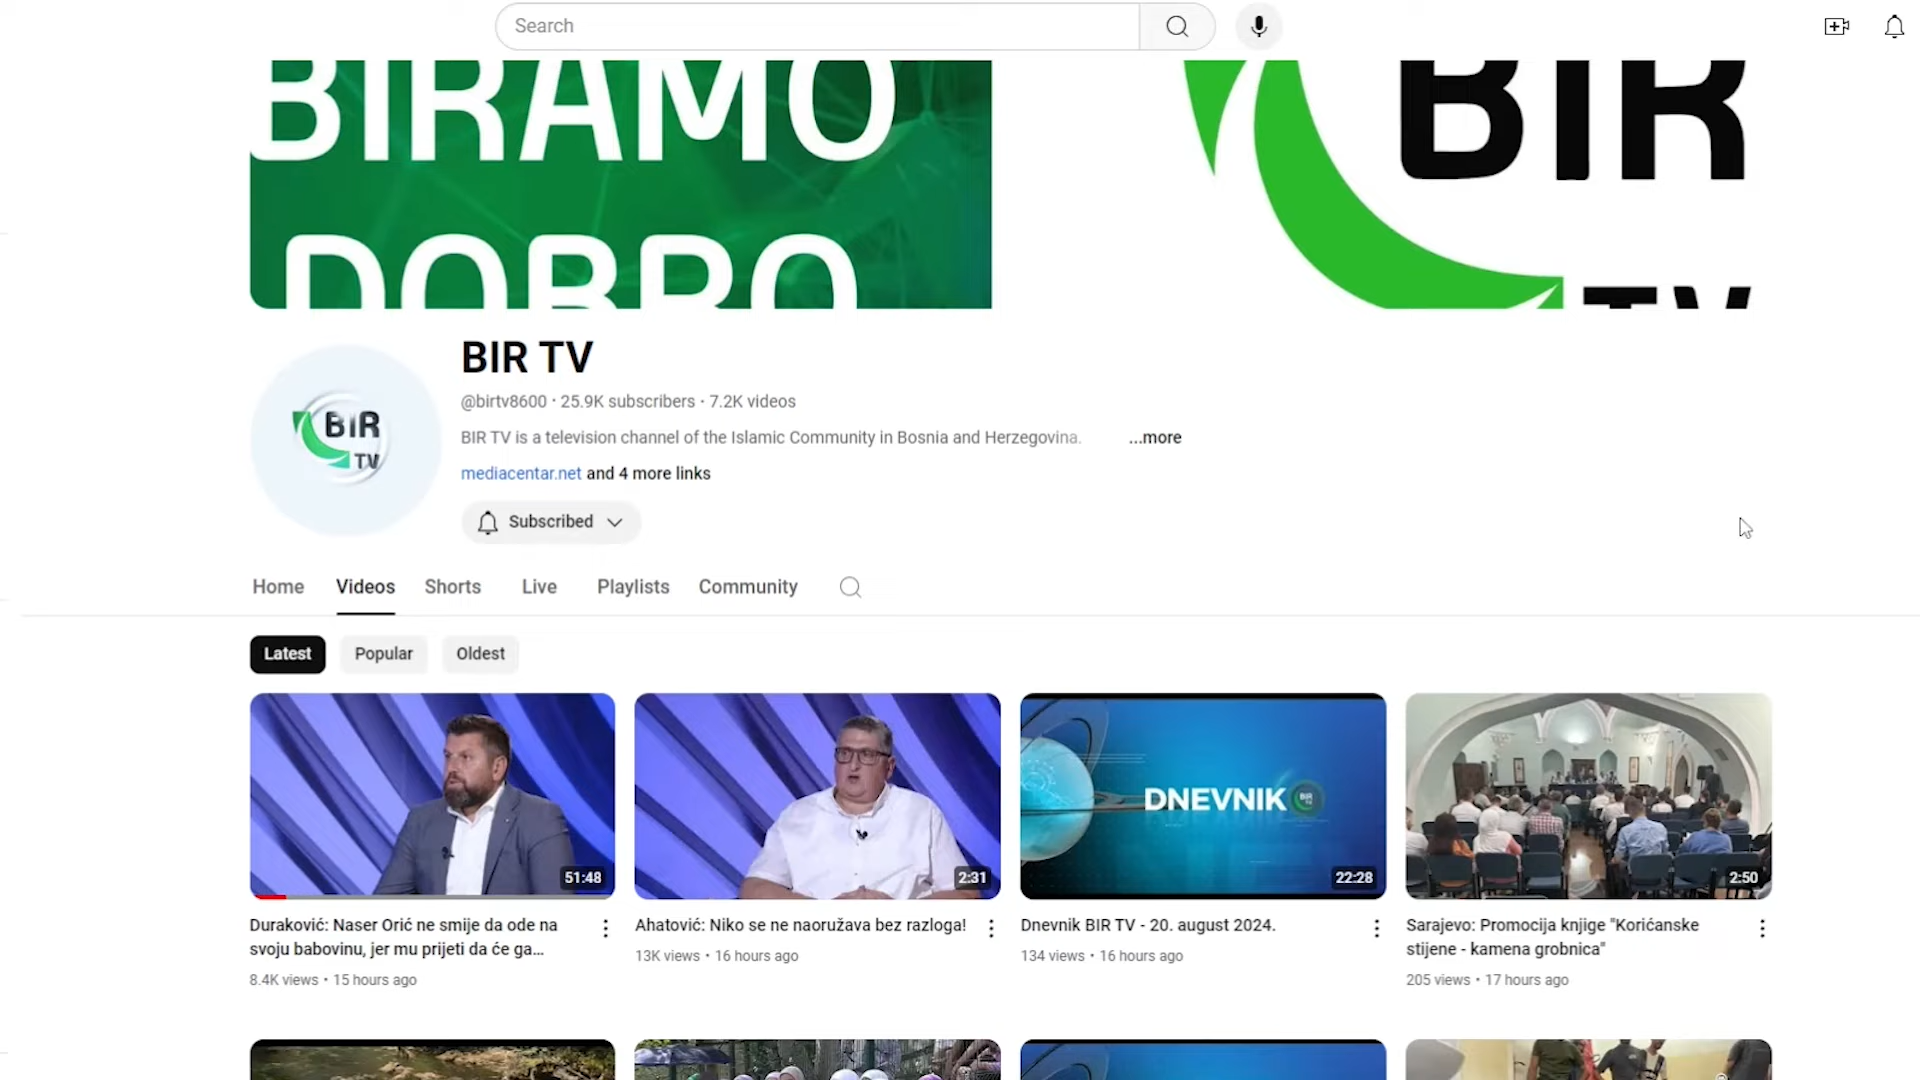 Search
BIRAMO
DOBRO
BIR
TV
BIR TV
@birtv8600 · 25.9K subscribers · 7.2K videos
BIR TV is a television channel of the Islamic Community in Bosnia and Herzegovina. ...more
mediacentar.net and 4 more links
Subscribed
BIR
TV
Home Videos Shorts Live Playlists Community
Latest Popular Oldest
51:48
2:31
DNEVNIK BIR TV
22:28
2:50
Duraković: Naser Orić ne smije da ode na
svoju babovinu, jer mu prijeti da će ga...
8.4K views · 15 hours ago
Ahatović: Niko se ne naoružava bez razloga!
13K views · 16 hours ago
Dnevnik BIR TV - 20. august 2024.
134 views · 16 hours ago
Sarajevo: Promocija knjige "Korićanske
stijene - kamena grobnica"
205 views · 17 hours ago